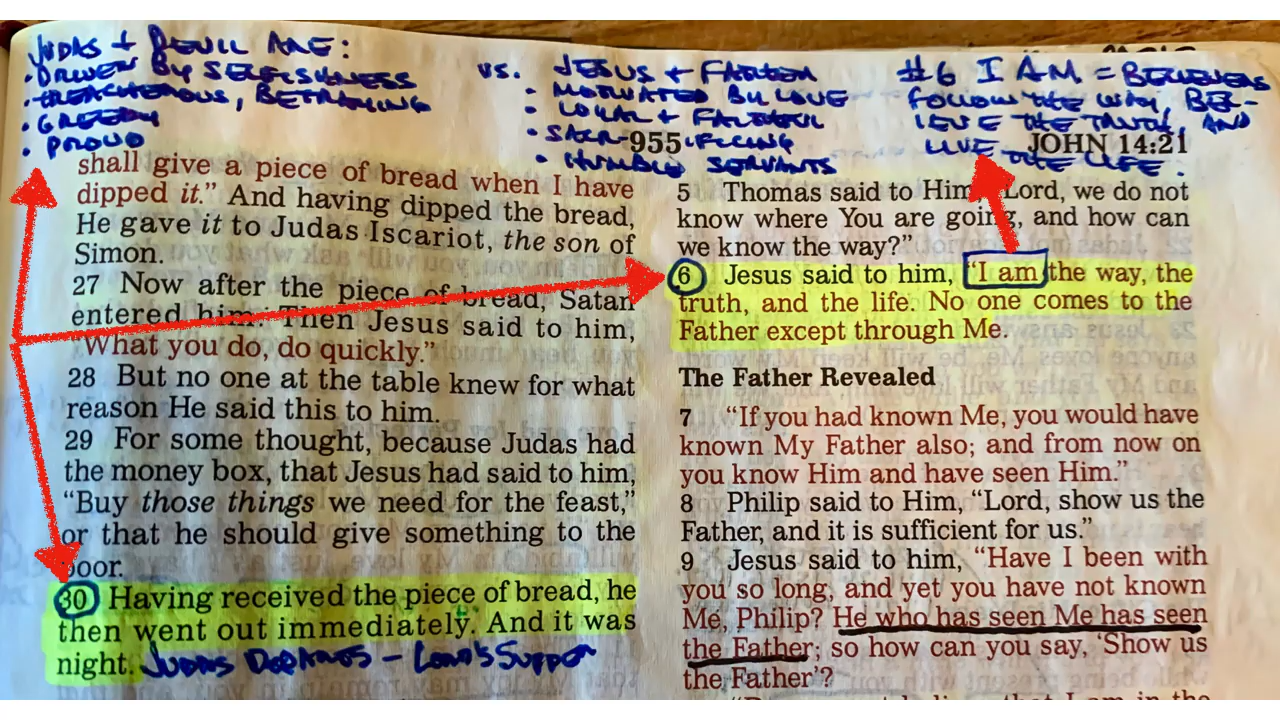 JUDAS + DEVIL ARE:
• DRIVEN BY SELFISHNESS
• TREACHEROUS, BETRAYING
• GREEDY
• PROUD
vs.
JESUS + FATHER
• MOTIVATED BY LOVE
• LOYAL + FAITHFUL
• SACRIFICING
• HUMBLE SERVANTS
#6 I AM = BELIEVERS
FOLLOW THE WAY, BEL-
IEVE THE TRUTH, AND
LIVE THE LIFE.
955
JOHN 14:21
shall give a piece of bread when I have
dipped it.” And having dipped the bread,
He gave it to Judas Iscariot, the son of
Simon.
27 Now after the piece of bread, Satan
entered him. Then Jesus said to him,
“What you do, do quickly.”
28 But no one at the table knew for what
reason He said this to him.
29 For some thought, because Judas had
the money box, that Jesus had said to him,
“Buy those things we need for the feast,”
or that he should give something to the
poor.
30 Having received the piece of bread, he
then went out immediately. And it was
night. JUDAS DEPARTS – LORD'S SUPPER
5 Thomas said to Him, “Lord, we do not
know where You are going, and how can
we know the way?”
6 Jesus said to him, “I am the way, the
truth, and the life. No one comes to the
Father except through Me.
The Father Revealed
7 “If you had known Me, you would have
known My Father also; and from now on
you know Him and have seen Him.”
8 Philip said to Him, “Lord, show us the
Father, and it is sufficient for us.”
9 Jesus said to him, “Have I been with
you so long, and yet you have not known
Me, Philip? He who has seen Me has seen
the Father; so how can you say, ‘Show us
the Father’?